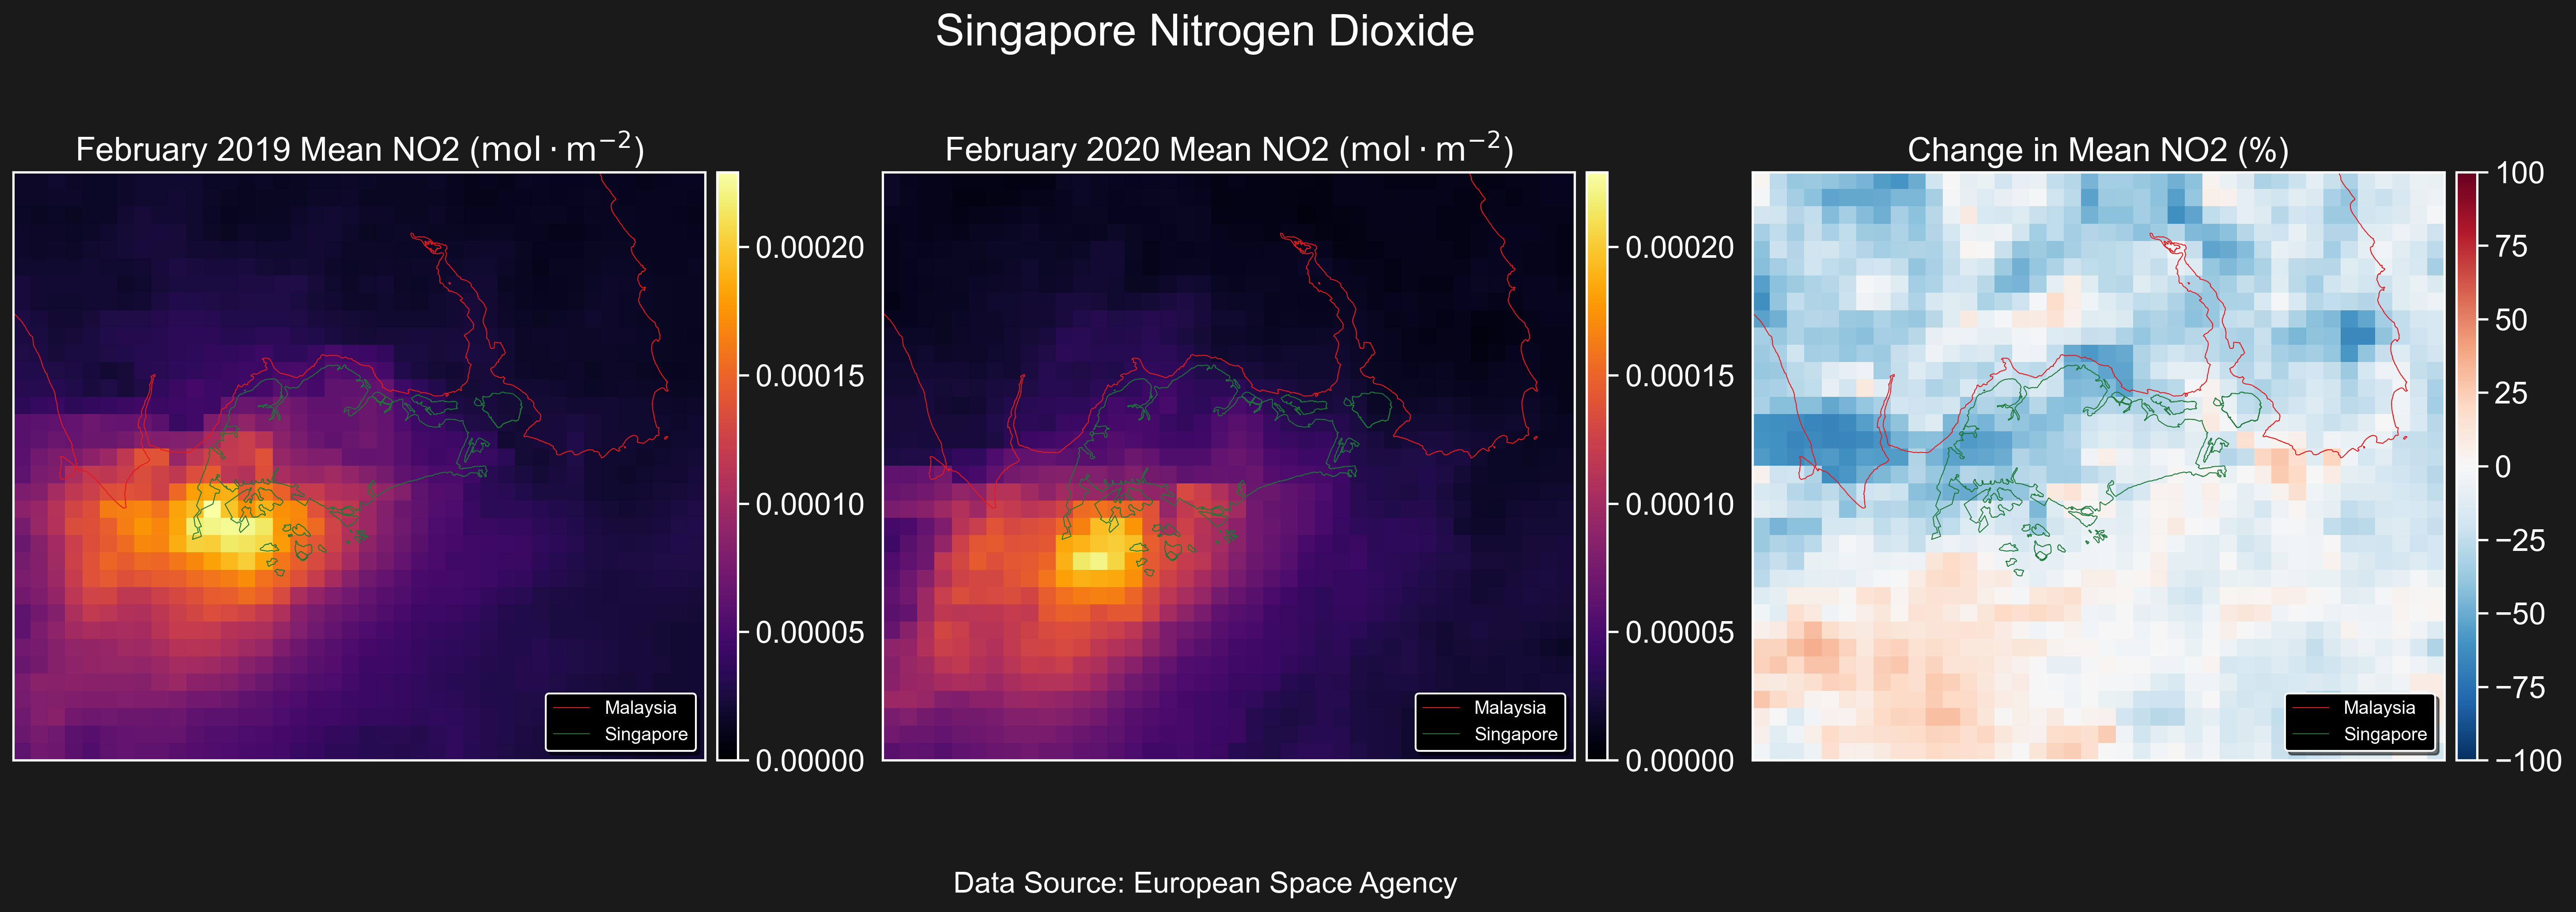 Singapore Nitrogen Dioxide
February 2019 Mean NO2 (mol · m⁻²)
0.00020
0.00015
0.00010
0.00005
0.00000
Malaysia
Singapore
February 2020 Mean NO2 (mol · m⁻²)
0.00020
0.00015
0.00010
0.00005
0.00000
Malaysia
Singapore
Change in Mean NO2 (%)
100
75
50
25
0
−25
−50
−75
−100
Malaysia
Singapore
Data Source: European Space Agency